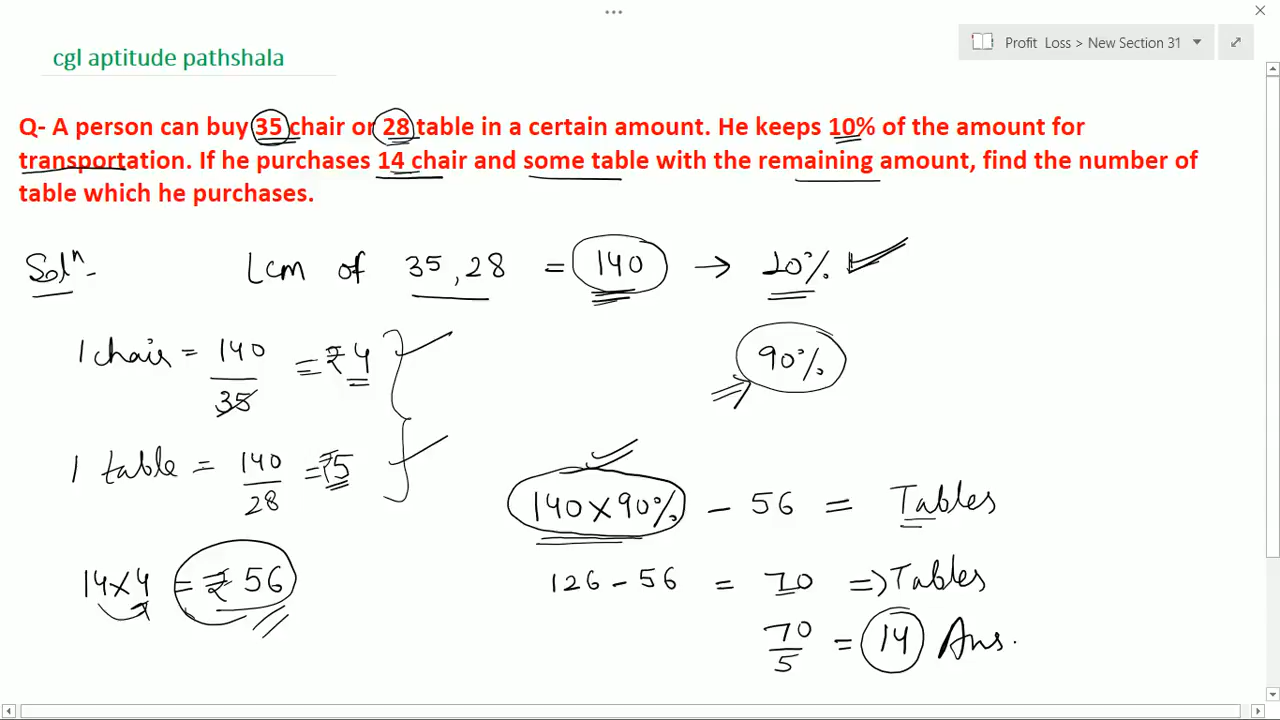 Profit Loss > New Section 31
cgl aptitude pathshala
Q- A person can buy 35 chair or 28 table in a certain amount. He keeps 10% of the amount for
transportation. If he purchases 14 chair and some table with the remaining amount, find the number of
table which he purchases.
Solⁿ- Lcm of 35,28 = 140 → 10%
1 chair = 140/35 = ₹4
90%
1 table = 140/28 = ₹5
140×90% - 56 = Tables
14×4 = ₹56
126 - 56 = 70 => Tables
70/5 = 14 Ans.